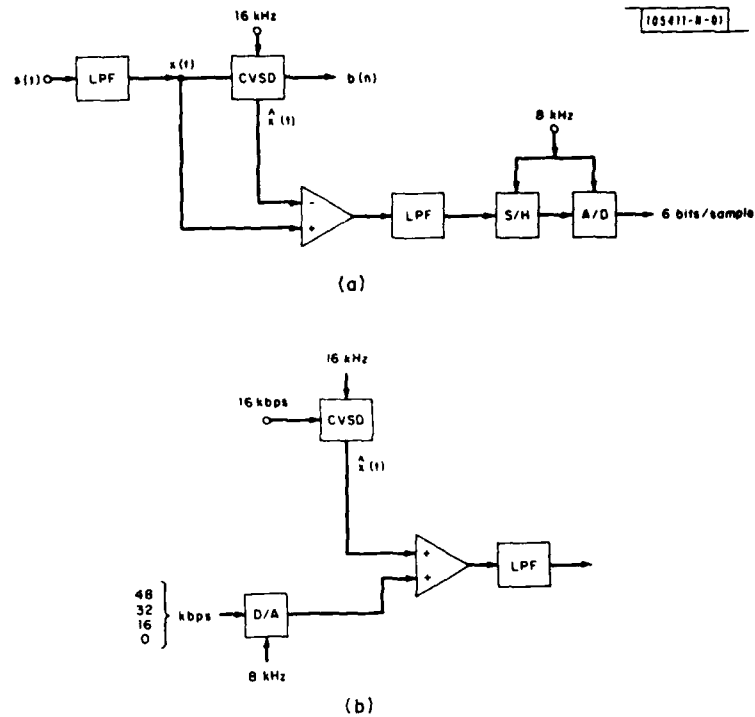 105411-N-01
16 kHz
s(t)
LPF
x(t)
CVSD
b(n)
x̂(t)
8 kHz
-
+
LPF
S/H
A/D
6 bits/sample
(a)
16 kHz
16 kbps
CVSD
x̂(t)
+
+
LPF
48
32
16
0
kbps
D/A
8 kHz
(b)